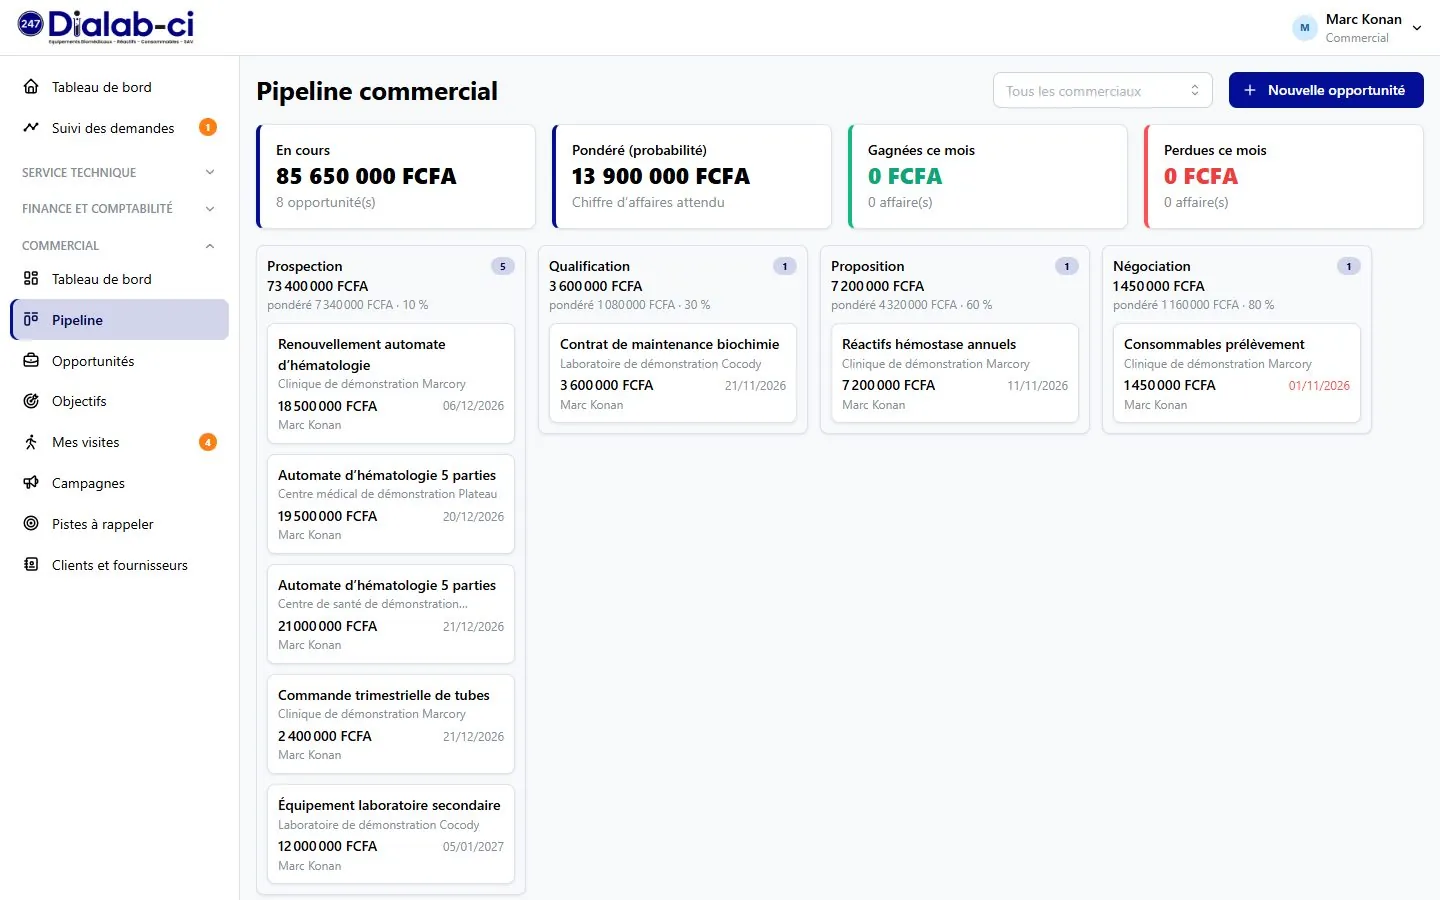 247 Dialab-ci
Equipements Biomédicaux - Réactifs - Consommables - SAV
Marc Konan
M
Commercial
Tableau de bord
Suivi des demandes 1
SERVICE TECHNIQUE
FINANCE ET COMPTABILITÉ
COMMERCIAL
Tableau de bord
Pipeline
Opportunités
Objectifs
Mes visites 4
Campagnes
Pistes à rappeler
Clients et fournisseurs
Pipeline commercial
Tous les commerciaux
+ Nouvelle opportunité
En cours
85 650 000 FCFA
8 opportunité(s)
Pondéré (probabilité)
13 900 000 FCFA
Chiffre d’affaires attendu
Gagnées ce mois
0 FCFA
0 affaire(s)
Perdues ce mois
0 FCFA
0 affaire(s)
Prospection 5
73 400 000 FCFA
pondéré 7 340 000 FCFA · 10 %
Renouvellement automate
d’hématologie
Clinique de démonstration Marcory
18 500 000 FCFA 06/12/2026
Marc Konan
Automate d’hématologie 5 parties
Centre médical de démonstration Plateau
19 500 000 FCFA 20/12/2026
Marc Konan
Automate d’hématologie 5 parties
Centre de santé de démonstration...
21 000 000 FCFA 21/12/2026
Marc Konan
Commande trimestrielle de tubes
Clinique de démonstration Marcory
2 400 000 FCFA 21/12/2026
Marc Konan
Équipement laboratoire secondaire
Laboratoire de démonstration Cocody
12 000 000 FCFA 05/01/2027
Marc Konan
Qualification 1
3 600 000 FCFA
pondéré 1 080 000 FCFA · 30 %
Contrat de maintenance biochimie
Laboratoire de démonstration Cocody
3 600 000 FCFA 21/11/2026
Marc Konan
Proposition 1
7 200 000 FCFA
pondéré 4 320 000 FCFA · 60 %
Réactifs hémostase annuels
Clinique de démonstration Marcory
7 200 000 FCFA 11/11/2026
Marc Konan
Négociation 1
1 450 000 FCFA
pondéré 1 160 000 FCFA · 80 %
Consommables prélèvement
Clinique de démonstration Marcory
1 450 000 FCFA 01/11/2026
Marc Konan